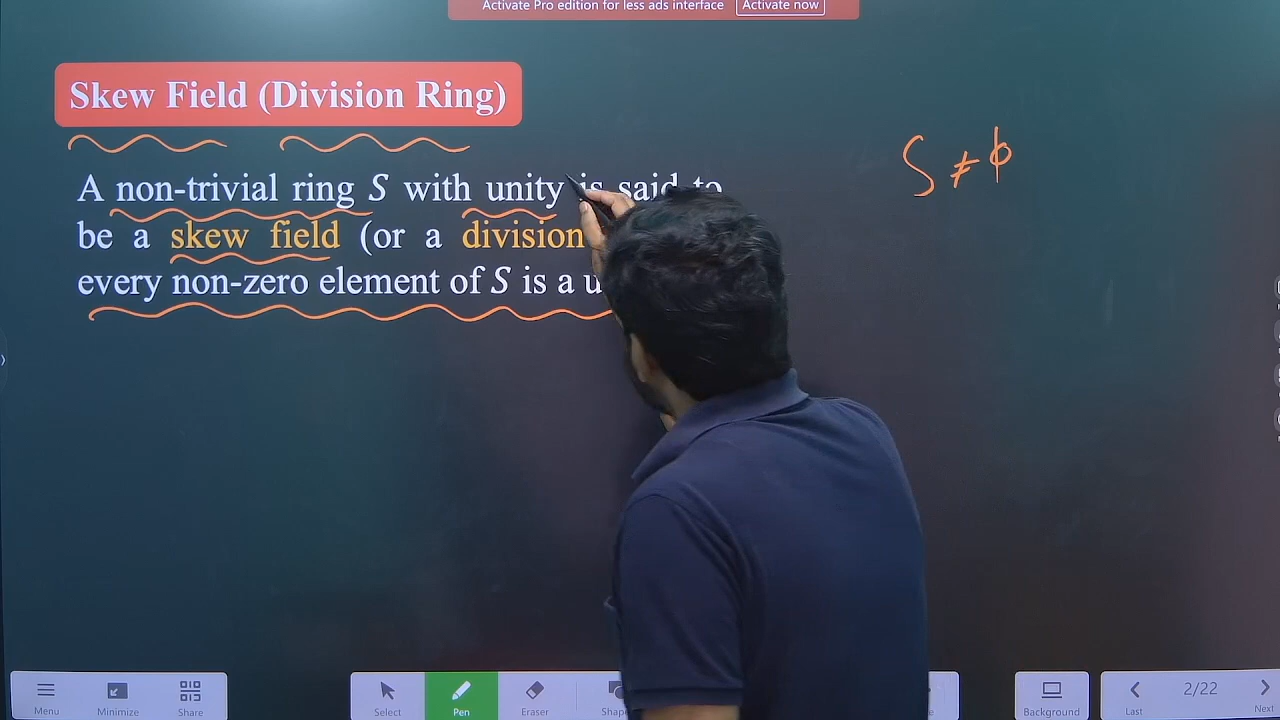 Activate Pro edition for less ads interface Activate now
Skew Field (Division Ring)
S ≠ ϕ
A non-trivial ring S with unity is said to
be a skew field (or a division
every non-zero element of S is a
Menu Minimize Share Select Pen Eraser Background Last 2/22 Next